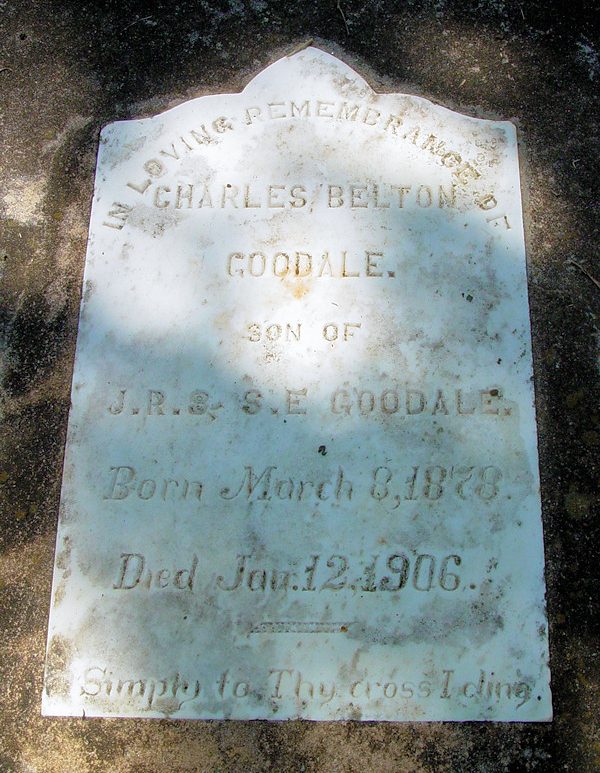 IN LOVING REMEMBRANCE OF
CHARLES BELTON
GOODALE.
SON OF
J.R.& S.E GOODALE.
Born March 8, 1878.
Died Jan. 12, 1906.
Simply to Thy cross I cling.